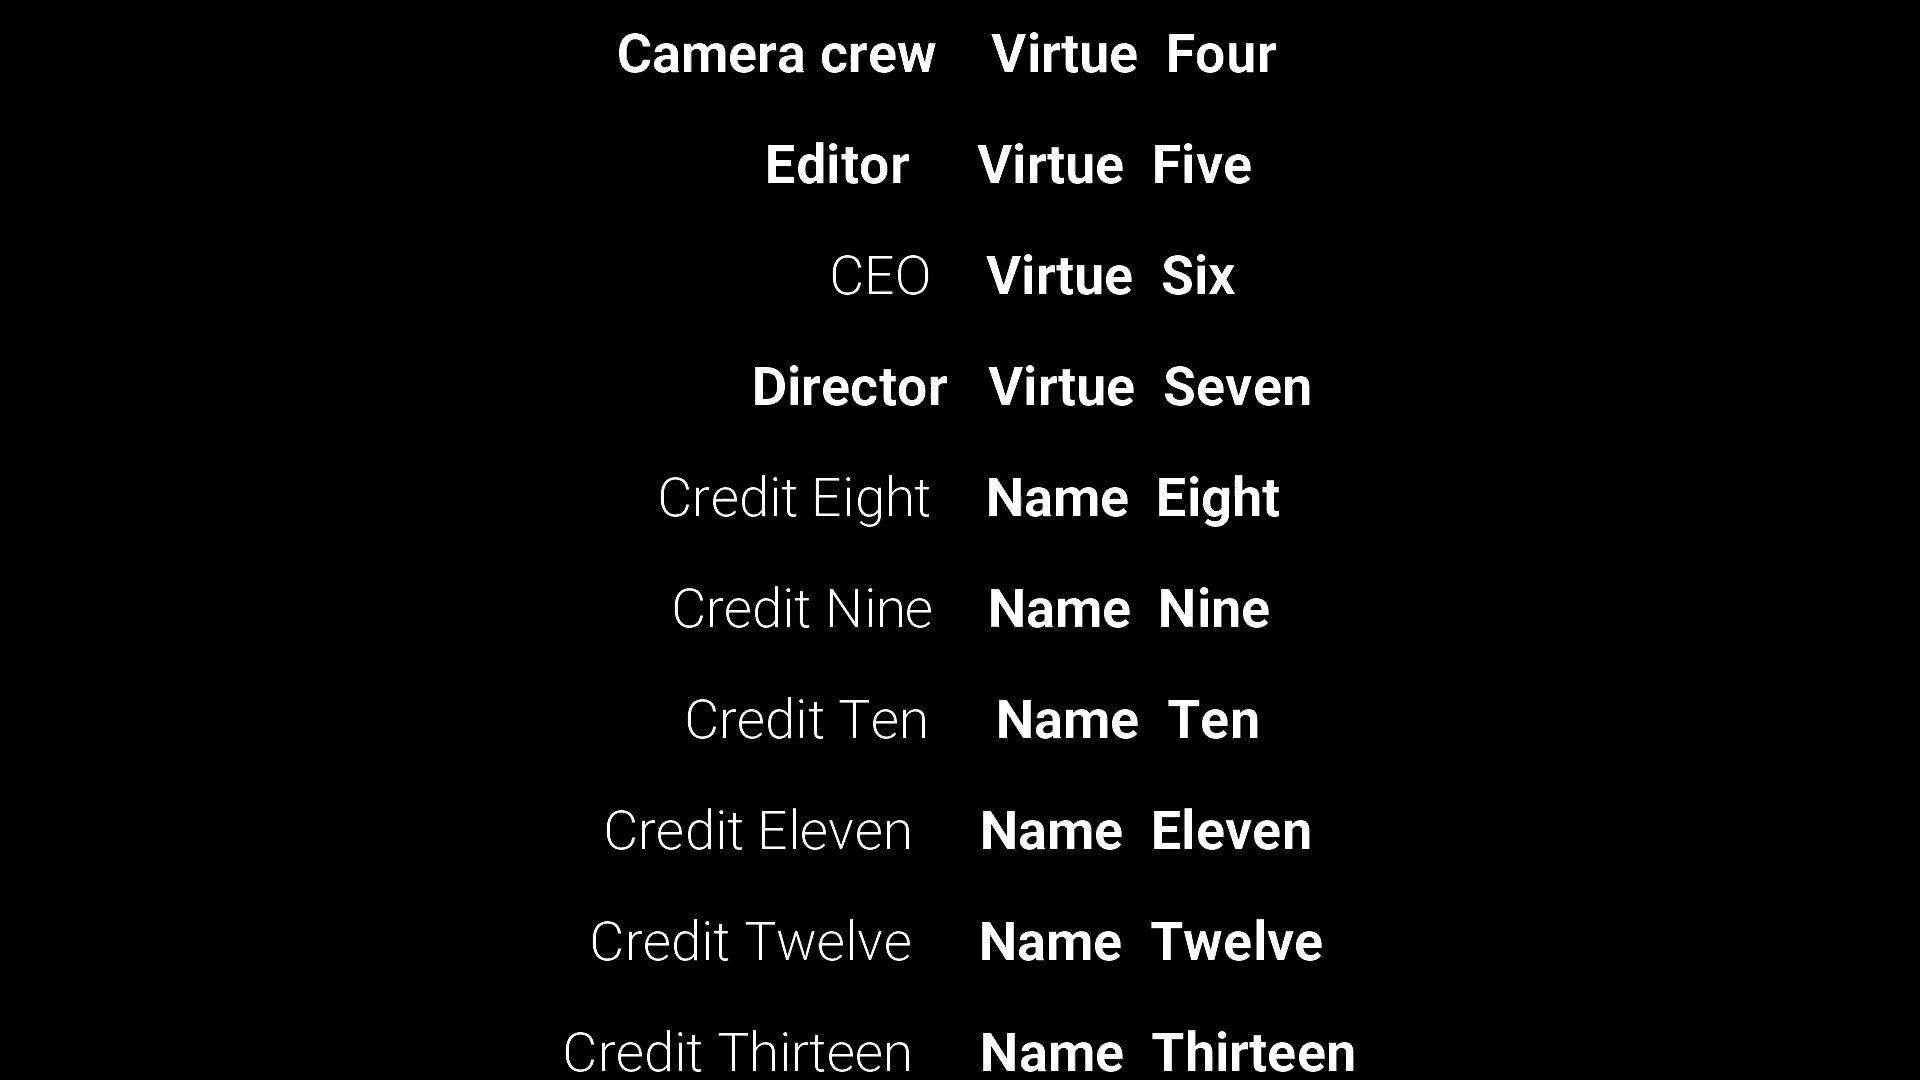 Camera crew Virtue Four
Editor Virtue Five
CEO Virtue Six
Director Virtue Seven
Credit Eight Name Eight
Credit Nine Name Nine
Credit Ten Name Ten
Credit Eleven Name Eleven
Credit Twelve Name Twelve
Credit Thirteen Name Thirteen